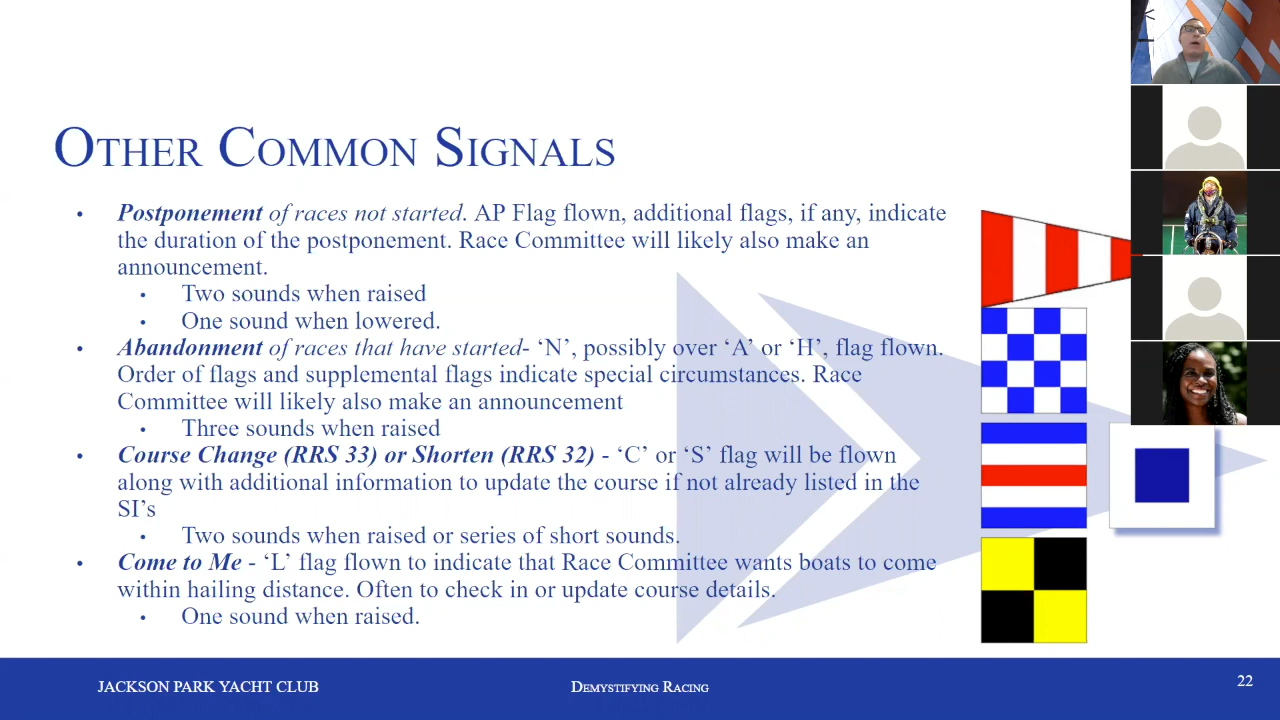 OTHER COMMON SIGNALS
• Postponement of races not started. AP Flag flown, additional flags, if any, indicate
the duration of the postponement. Race Committee will likely also make an
announcement.
• Two sounds when raised
• One sound when lowered.
• Abandonment of races that have started- ‘N’, possibly over ‘A’ or ‘H’, flag flown.
Order of flags and supplemental flags indicate special circumstances. Race
Committee will likely also make an announcement
• Three sounds when raised
• Course Change (RRS 33) or Shorten (RRS 32) - ‘C’ or ‘S’ flag will be flown
along with additional information to update the course if not already listed in the
SI’s
• Two sounds when raised or series of short sounds.
• Come to Me - ‘L’ flag flown to indicate that Race Committee wants boats to come
within hailing distance. Often to check in or update course details.
• One sound when raised.
JACKSON PARK YACHT CLUB
DEMYSTIFYING RACING
22